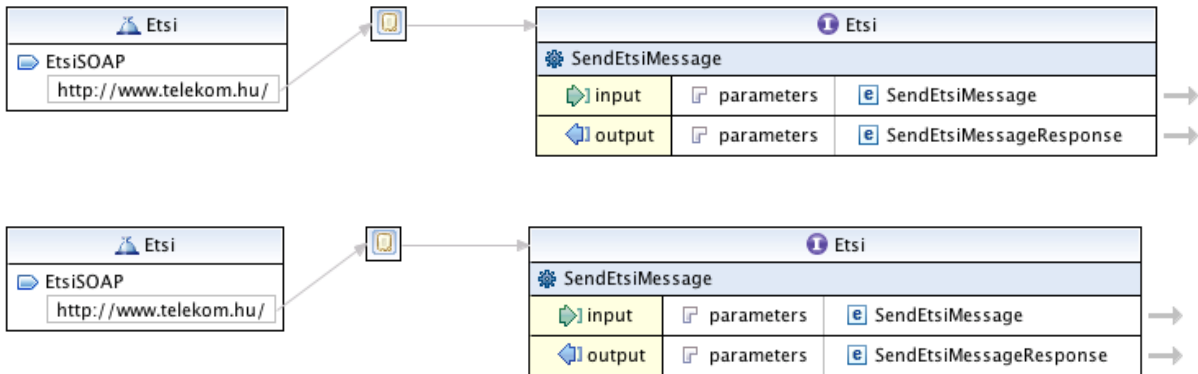 Etsi
EtsiSOAP
http://www.telekom.hu/
I Etsi
SendEtsiMessage
input parameters e SendEtsiMessage
output parameters e SendEtsiMessageResponse
Etsi
EtsiSOAP
http://www.telekom.hu/
I Etsi
SendEtsiMessage
input parameters e SendEtsiMessage
output parameters e SendEtsiMessageResponse